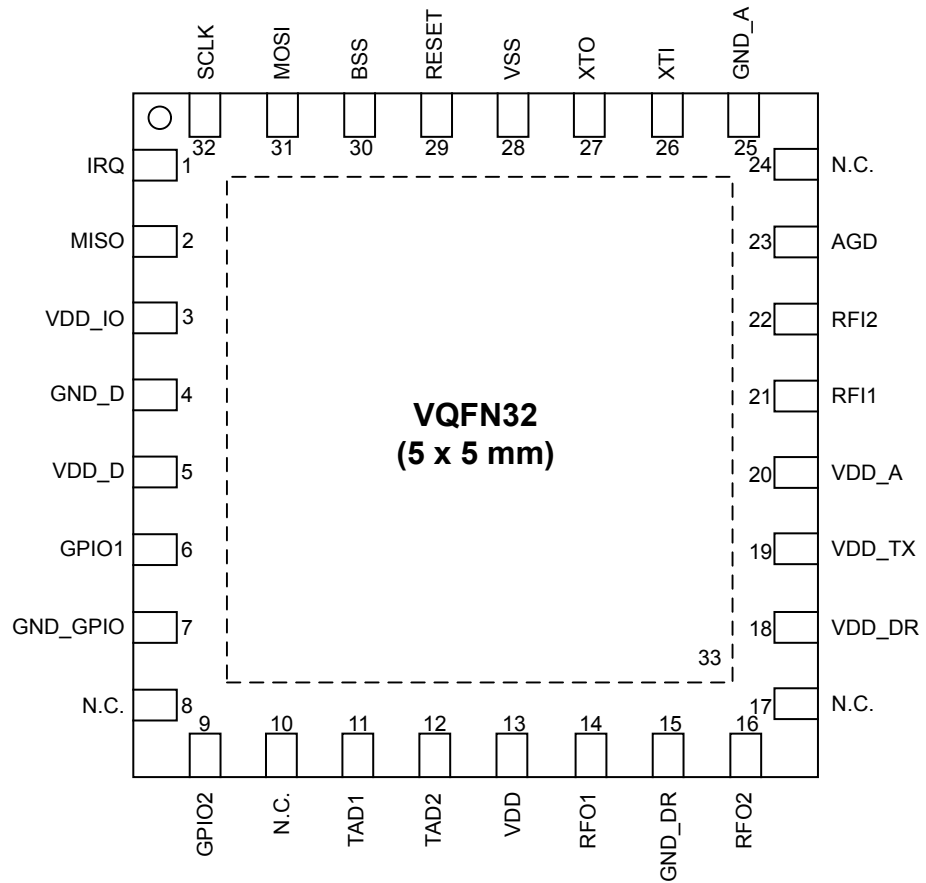 SCLK
MOSI
BSS
RESET
VSS
XTO
XTI
GND_A
32
31
30
29
28
27
26
25
IRQ 1
MISO 2
VDD_IO 3
GND_D 4
VDD_D 5
GPIO1 6
GND_GPIO 7
N.C. 8
VQFN32
(5 x 5 mm)
33
24 N.C.
23 AGD
22 RFI2
21 RFI1
20 VDD_A
19 VDD_TX
18 VDD_DR
17 N.C.
9
10
11
12
13
14
15
16
GPIO2
N.C.
TAD1
TAD2
VDD
RFO1
GND_DR
RFO2